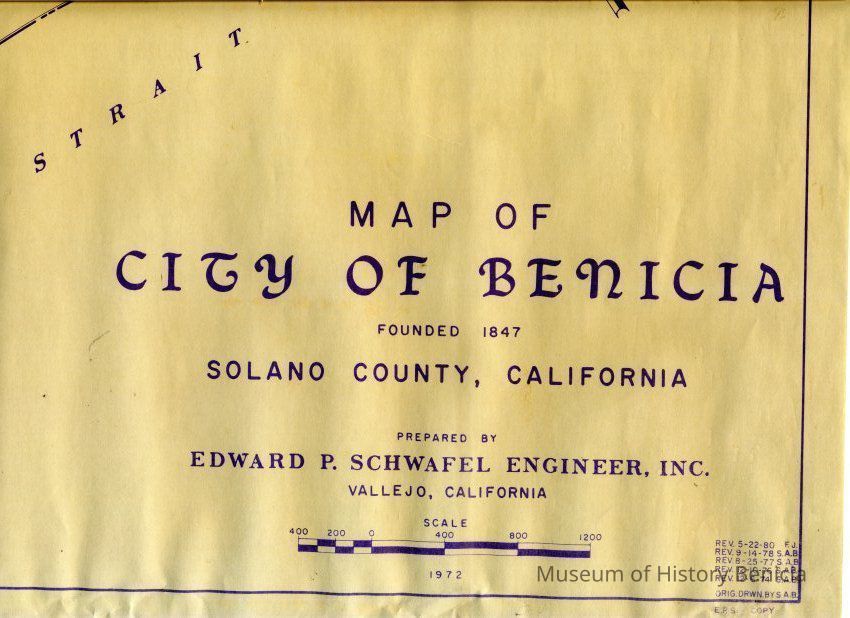 STRAIT
MAP OF
CITY OF BENICIA
FOUNDED 1847
SOLANO COUNTY, CALIFORNIA
PREPARED BY
EDWARD P. SCHWAFEL ENGINEER, INC.
VALLEJO, CALIFORNIA
SCALE
400 200 0 400 800 1200
1972
REV. 5-22-80 F.J.
REV. 9-14-78 S.A.B.
REV. 8-25-77 S.A.B.
Museum of History Benicia
ORIG. DRWN. BY S.A.B.
E.P.S. COPY